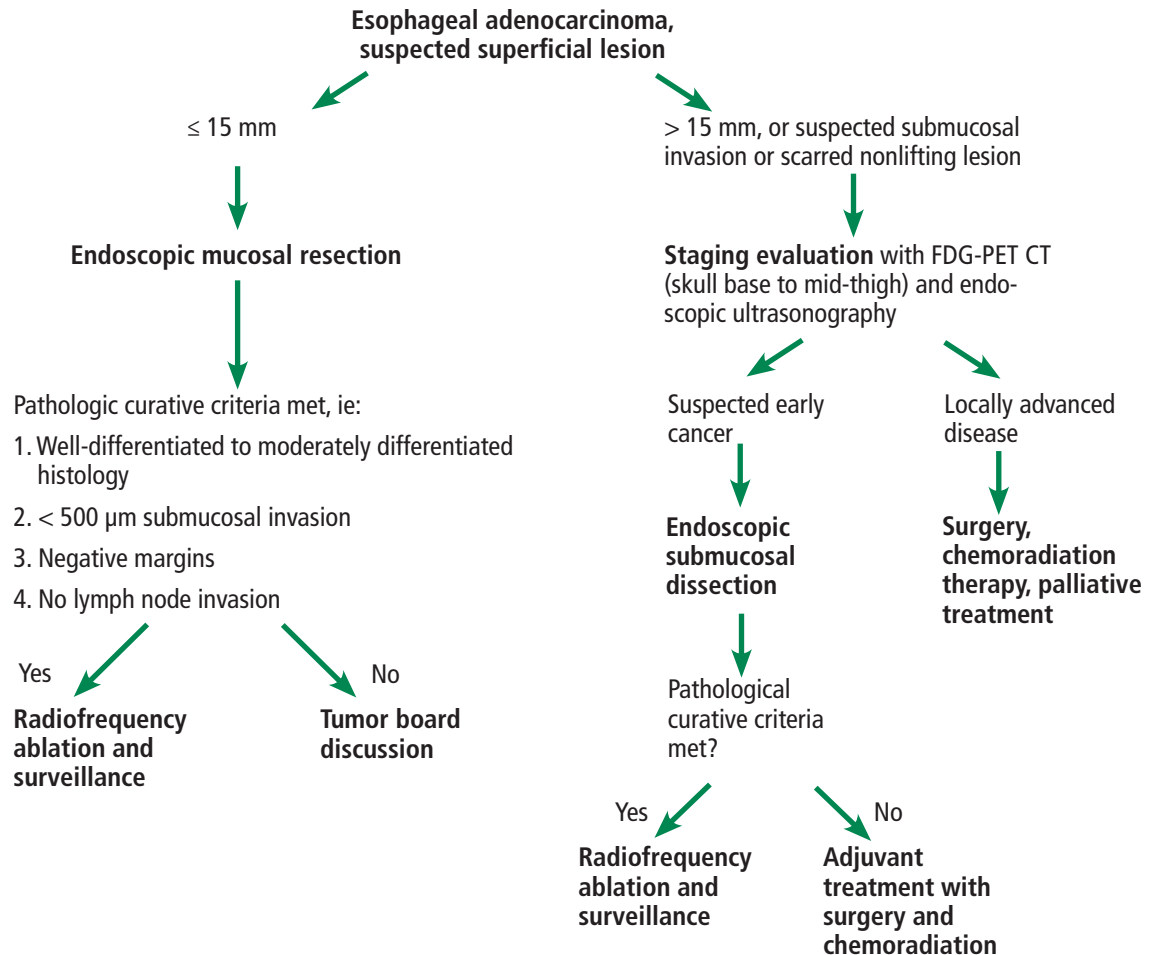 Esophageal adenocarcinoma,
suspected superficial lesion
≤ 15 mm
Endoscopic mucosal resection
Pathologic curative criteria met, ie:
1. Well-differentiated to moderately differentiated
histology
2. < 500 µm submucosal invasion
3. Negative margins
4. No lymph node invasion
Yes
No
Radiofrequency
ablation and
surveillance
Tumor board
discussion
> 15 mm, or suspected submucosal
invasion or scarred nonlifting lesion
Staging evaluation with FDG-PET CT
(skull base to mid-thigh) and endo-
scopic ultrasonography
Suspected early
cancer
Endoscopic
submucosal
dissection
Locally advanced
disease
Surgery,
chemoradiation
therapy, palliative
treatment
Pathological
curative criteria
met?
Yes
No
Radiofrequency
ablation and
surveillance
Adjuvant
treatment with
surgery and
chemoradiation